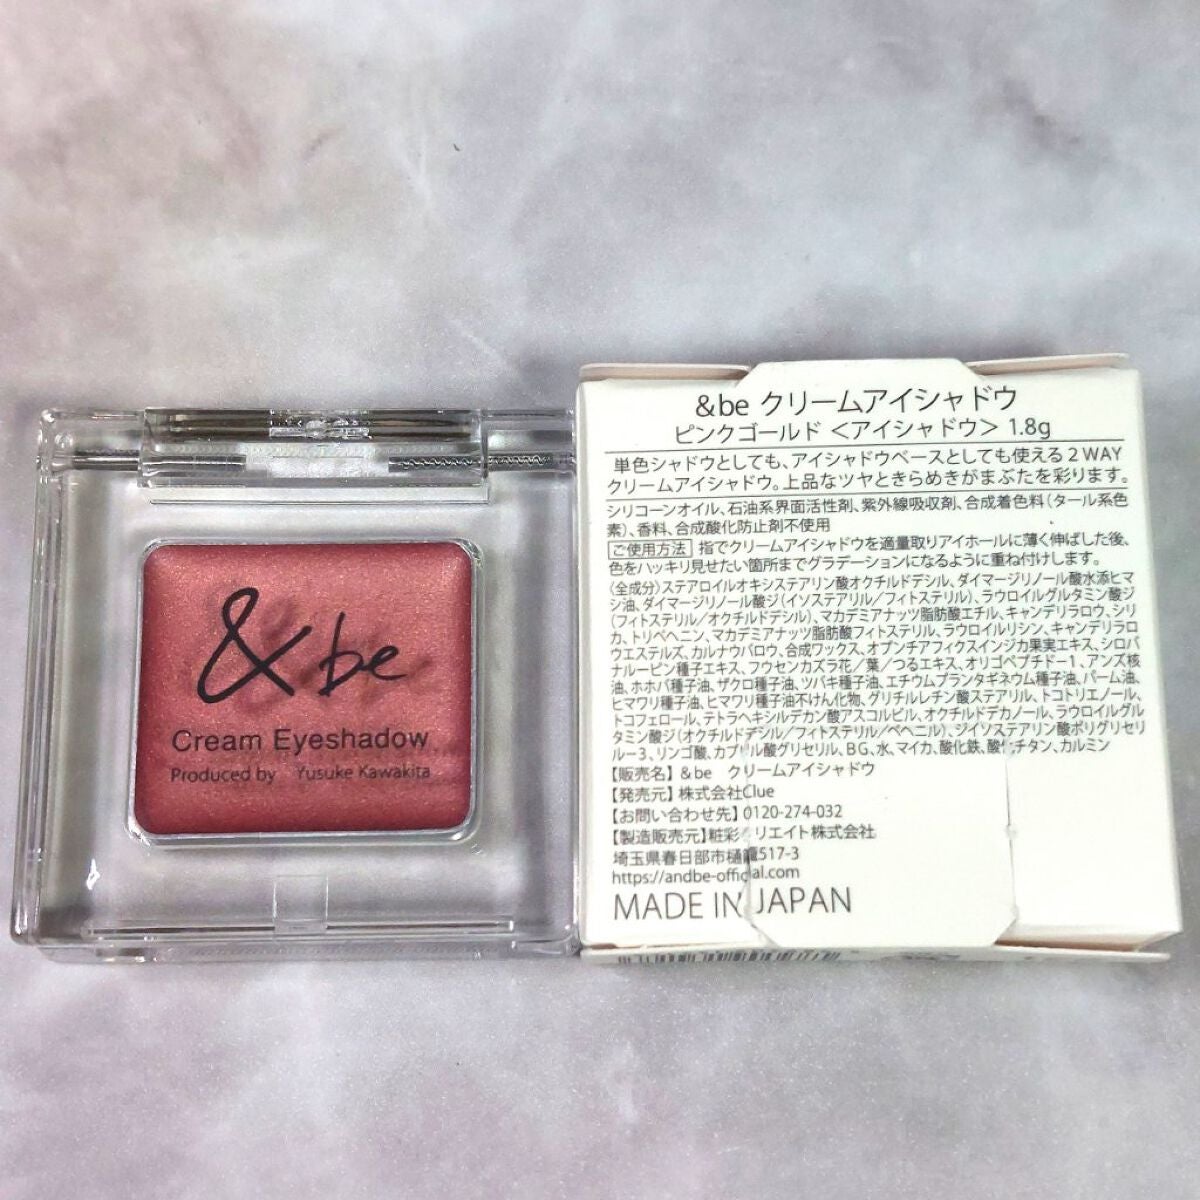 &be
Cream Eyeshadow
Produced by Yusuke Kawakita
&be クリームアイシャドウ
ピンクゴールド <アイシャドウ> 1.8g
単色シャドウとしても、アイシャドウベースとしても使える 2 WAY
クリームアイシャドウ。上品なツヤときらめきがまぶたを彩ります。
シリコーンオイル、石油系界面活性剤、紫外線吸収剤、合成着色料(タール系色
素)、香料、合成酸化防止剤不使用
ご使用方法 指でクリームアイシャドウを適量取りアイホールに薄く伸ばした後、
色をハッキリ見せたい箇所までグラデーションになるように重ね付けします。
〈全成分〉ステアロイルオキシステアリン酸オクチルドデシル、ダイマージリノール酸水添ヒマ
シ油、ダイマージリノール酸ジ(イソステアリル/フィトステリル)、ラウロイルグルタミン酸ジ
(フィトステリル/オクチルドデシル)、マカデミアナッツ脂肪酸エチル、キャンデリラロウ、シリ
カ、トリベヘニン、マカデミアナッツ脂肪酸フィトステリル、ラウロイルリシン、キャンデリラロ
ウエステルズ、カルナウバロウ、合成ワックス、オプンチアフィクスインジカ果実エキス、シロバ
ナルーピン種子エキス、フウセンカズラ花/葉/つるエキス、オリゴペプチド-1、アンズ核
油、ホホバ種子油、ザクロ種子油、ツバキ種子油、エチウムプランタギネウム種子油、パーム油、
ヒマワリ種子油、ヒマワリ種子油不けん化物、グリチルレチン酸ステアリル、トコトリエノール、
トコフェロール、テトラヘキシルデカン酸アスコルビル、オクチルドデカノール、ラウロイルグル
タミン酸ジ(オクチルドデシル/フィトステリル/ベヘニル)、ジイソステアリン酸ポリグリセリ
ル-3、リンゴ酸、カプリル酸グリセリル、BG、水、マイカ、酸化鉄、酸化チタン、カルミン
【販売名】&be クリームアイシャドウ
【発売元】株式会社Clue
【お問い合わせ先】0120-274-032
【製造販売元】粧彩クリエイト株式会社
埼玉県春日部市樋籠517-3
https://andbe-official.com
MADE IN JAPAN